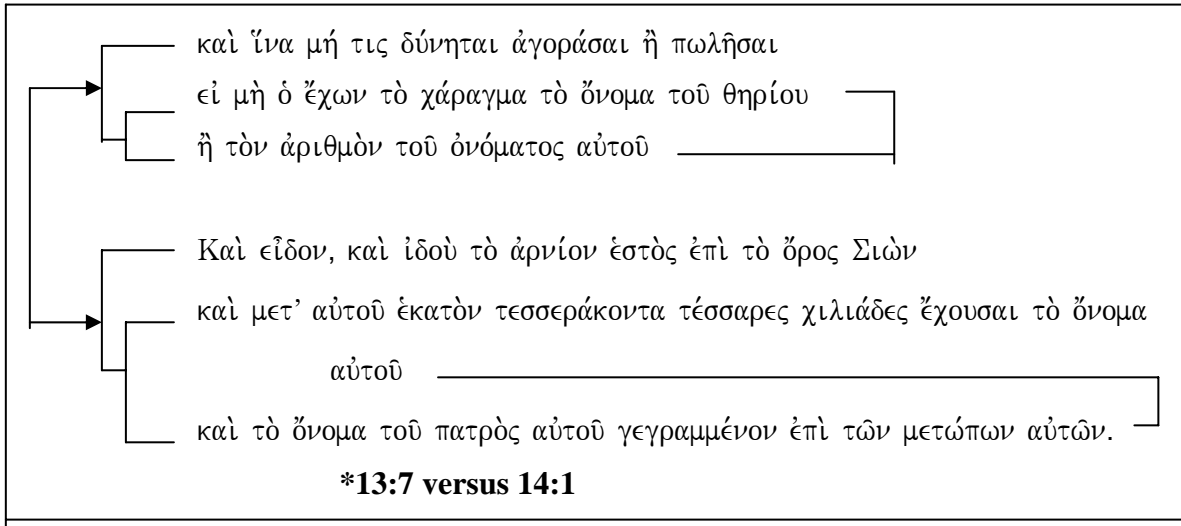 καὶ ἵνα μή τις δύνηται ἀγοράσαι ἢ πωλῆσαι
εἰ μὴ ὁ ἔχων τὸ χάραγμα τὸ ὄνομα τοῦ θηρίου
ἢ τὸν ἀριθμὸν τοῦ ὀνόματος αὐτοῦ
Καὶ εἶδον, καὶ ἰδοὺ τὸ ἀρνίον ἑστὸς ἐπὶ τὸ ὄρος Σιὼν
καὶ μετ’ αὐτοῦ ἑκατὸν τεσσεράκοντα τέσσαρες χιλιάδες ἔχουσαι τὸ ὄνομα
αὐτοῦ
καὶ τὸ ὄνομα τοῦ πατρὸς αὐτοῦ γεγραμμένον ἐπὶ τῶν μετώπων αὐτῶν.
*13:7 versus 14:1